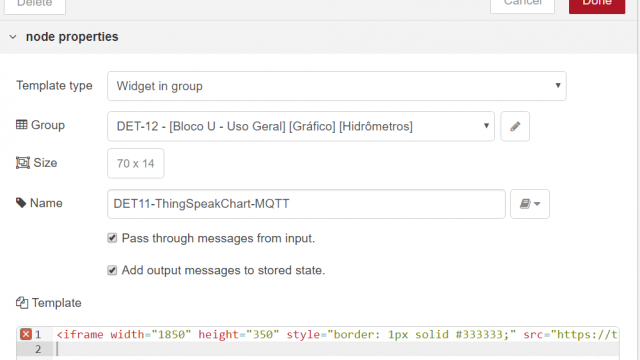 Delete
Cancel
Done
node properties
Template type
Widget in group
Group
DET-12 - [Bloco U - Uso Geral] [Gráfico] [Hidrômetros]
Size
70 x 14
Name
DET11-ThingSpeakChart-MQTT
Pass through messages from input.
Add output messages to stored state.
Template
1 <iframe width="1850" height="350" style="border: 1px solid #333333;" src="https://t
2